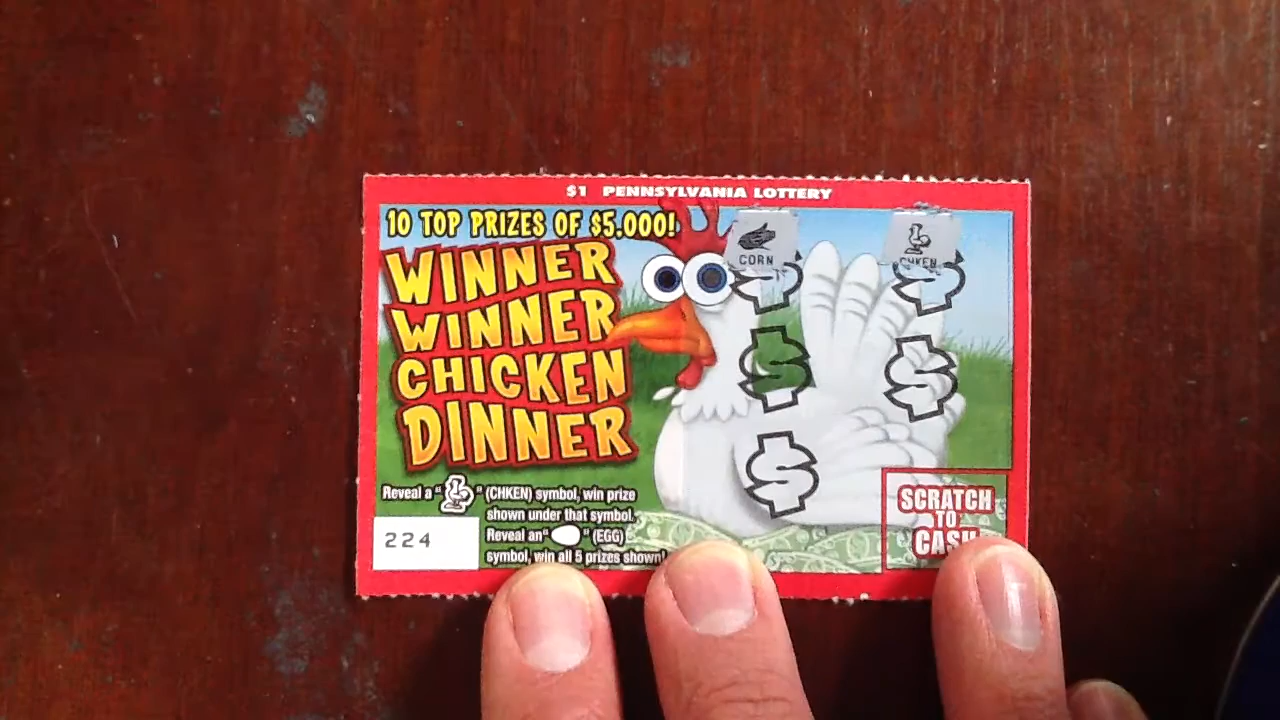 $1 PENNSYLVANIA LOTTERY
10 TOP PRIZES OF $5,000!
WINNER
WINNER
CHICKEN
DINNER
CORN
CHKEN
$
$
$
$
$
Reveal a " " (CHKEN) symbol, win prize
shown under that symbol.
Reveal an " " (EGG)
symbol, win all 5 prizes shown!
224
SCRATCH
TO
CASH